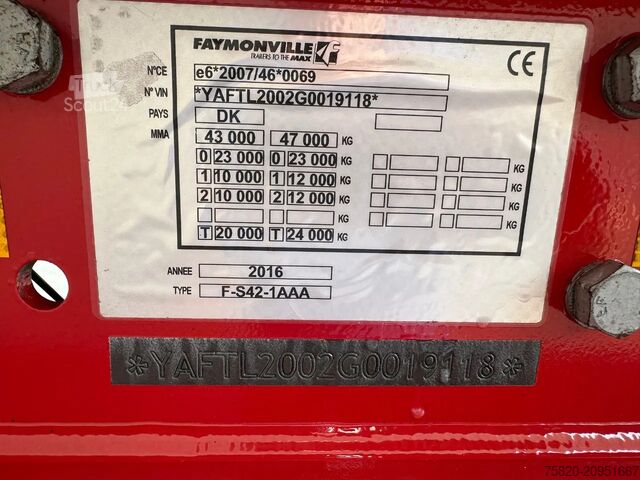 FAYMONVILLE
TRAILERS TO THE MAX
CE
N°CE e6*2007/46*0069
N° VIN *YAFTL2002G0019118*
PAYS DK
MMA 43 000 47 000 KG
0 23 000 0 23 000 KG KG
1 10 000 1 12 000 KG KG
2 10 000 2 12 000 KG KG
KG KG
T 20 000 T 24 000 KG
ANNEE 2016
TYPE F-S42-1AAA
*YAFTL2002G0019118*
Truck
Scout24
75820-20951667